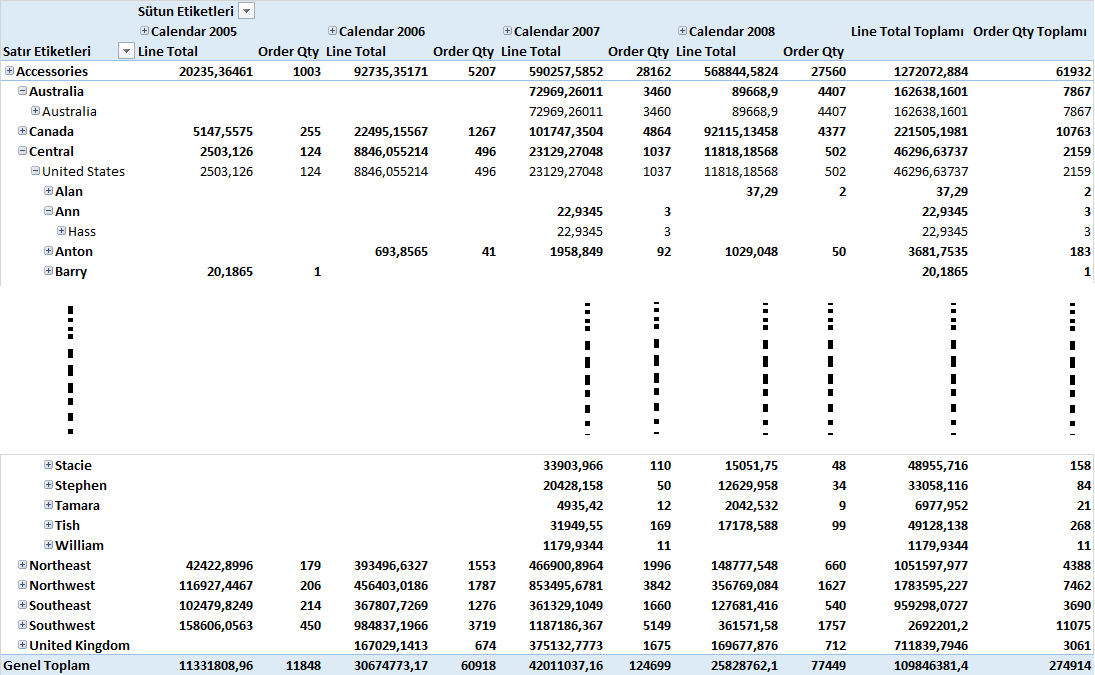 Sütun Etiketleri
Calendar 2005 Calendar 2006 Calendar 2007 Calendar 2008 Line Total Toplamı Order Qty Toplamı
Satır Etiketleri Line Total Order Qty Line Total Order Qty Line Total Order Qty Line Total Order Qty
Accessories 20235,36461 1003 92735,35171 5207 590257,5852 28162 568844,5824 27560 1272072,884 61932
Australia 72969,26011 3460 89668,9 4407 162638,1601 7867
Australia 72969,26011 3460 89668,9 4407 162638,1601 7867
Canada 5147,5575 255 22495,15567 1267 101747,3504 4864 92115,13458 4377 221505,1981 10763
Central 2503,126 124 8846,055214 496 23129,27048 1037 11818,18568 502 46296,63737 2159
United States 2503,126 124 8846,055214 496 23129,27048 1037 11818,18568 502 46296,63737 2159
Alan 37,29 2 37,29 2
Ann 22,9345 3 22,9345 3
Hass 22,9345 3 22,9345 3
Anton 693,8565 41 1958,849 92 1029,048 50 3681,7535 183
Barry 20,1865 1 20,1865 1
Stacie 33903,966 110 15051,75 48 48955,716 158
Stephen 20428,158 50 12629,958 34 33058,116 84
Tamara 4935,42 12 2042,532 9 6977,952 21
Tish 31949,55 169 17178,588 99 49128,138 268
William 1179,9344 11 1179,9344 11
Northeast 42422,8996 179 393496,6327 1553 466900,8964 1996 148777,548 660 1051597,977 4388
Northwest 116927,4467 206 456403,0186 1787 853495,6781 3842 356769,084 1627 1783595,227 7462
Southeast 102479,8249 214 367807,7269 1276 361329,1049 1660 127681,416 540 959298,0727 3690
Southwest 158606,0563 450 984837,1966 3719 1187186,367 5149 361571,58 1757 2692201,2 11075
United Kingdom 167029,1413 674 375132,7773 1675 169677,876 712 711839,7946 3061
Genel Toplam 11331808,96 11848 30674773,17 60918 42011037,16 124699 25828762,1 77449 109846381,4 274914